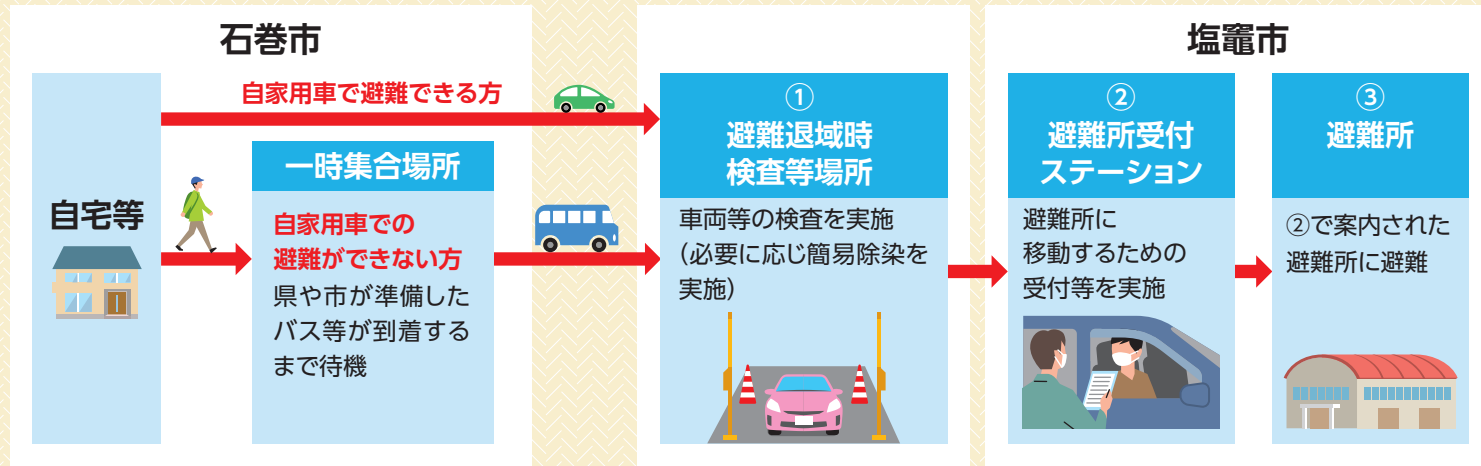 石巻市
自宅等
自家用車で避難できる方
一時集合場所
自家用車での
避難ができない方
県や市が準備した
バス等が到着する
まで待機
①
避難退域時
検査等場所
車両等の検査を実施
(必要に応じ簡易除染を
実施)
塩竈市
②
避難所受付
ステーション
避難所に
移動するための
受付等を実施
③
避難所
②で案内された
避難所に避難